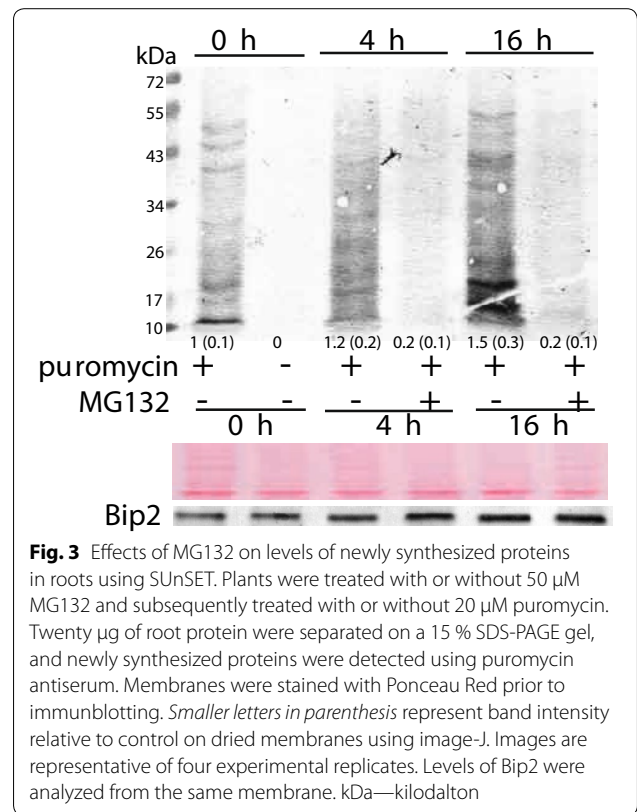 0 h 4 h 16 h
kDa
72
55
43
34
26
17
10
1 (0.1) 0 1.2 (0.2) 0.2 (0.1) 1.5 (0.3) 0.2 (0.1)
puromycin + - + + + +
MG132 - - - + - +
0 h 4 h 16 h
Bip2
Fig. 3 Effects of MG132 on levels of newly synthesized proteins
in roots using SUnSET. Plants were treated with or without 50 µM
MG132 and subsequently treated with or without 20 µM puromycin.
Twenty µg of root protein were separated on a 15 % SDS-PAGE gel,
and newly synthesized proteins were detected using puromycin
antiserum. Membranes were stained with Ponceau Red prior to
immunblotting. Smaller letters in parenthesis represent band intensity
relative to control on dried membranes using image-J. Images are
representative of four experimental replicates. Levels of Bip2 were
analyzed from the same membrane. kDa—kilodalton